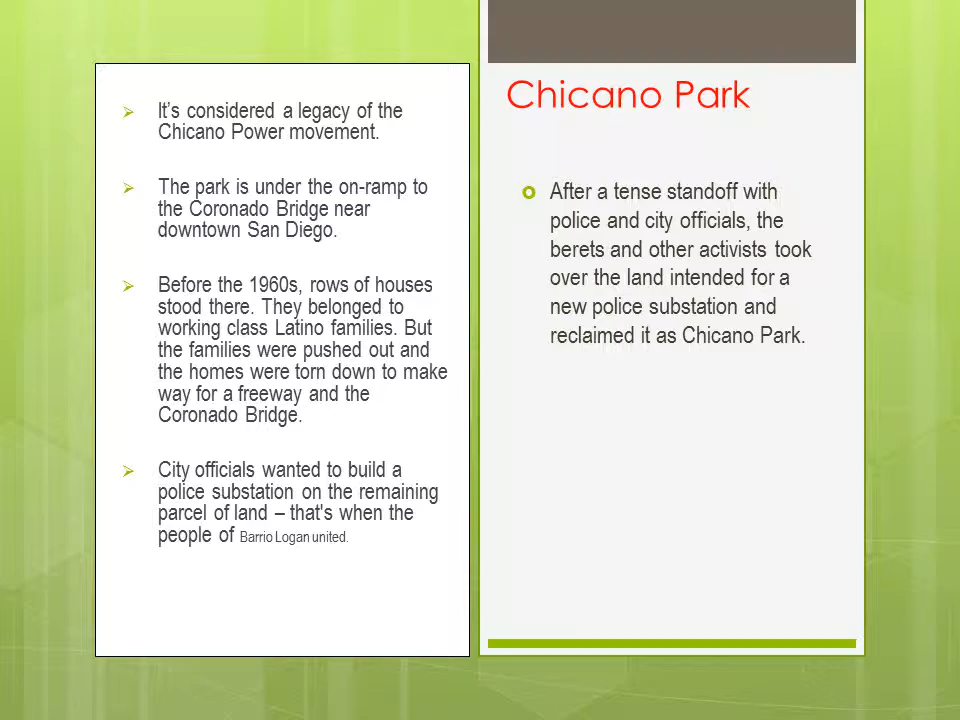 It's considered a legacy of the
Chicano Power movement.
The park is under the on-ramp to
the Coronado Bridge near
downtown San Diego.
Before the 1960s, rows of houses
stood there. They belonged to
working class Latino families. But
the families were pushed out and
the homes were torn down to make
way for a freeway and the
Coronado Bridge.
City officials wanted to build a
police substation on the remaining
parcel of land – that's when the
people of Barrio Logan united.
Chicano Park
After a tense standoff with
police and city officials, the
berets and other activists took
over the land intended for a
new police substation and
reclaimed it as Chicano Park.